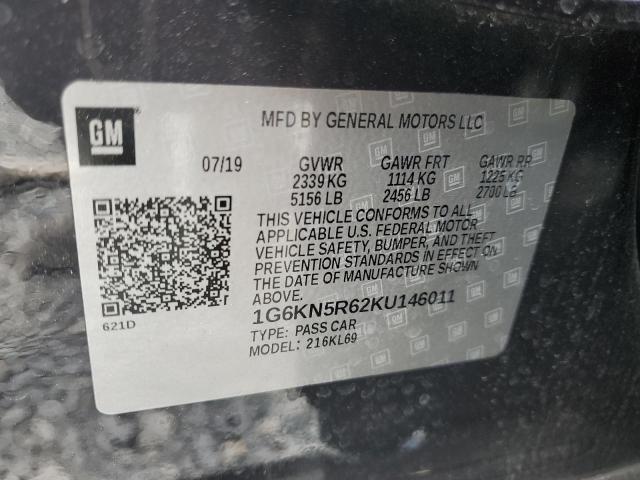 GM
MFD BY GENERAL MOTORS LLC
07/19 GVWR GAWR FRT GAWR RR
2339 KG 1114 KG 1225 KG
5156 LB 2456 LB 2700 LB
THIS VEHICLE CONFORMS TO ALL
APPLICABLE U.S. FEDERAL MOTOR
VEHICLE SAFETY, BUMPER, AND THEFT
PREVENTION STANDARDS IN EFFECT ON
THE DATE OF MANUFACTURE SHOWN
ABOVE.
621D
1G6KN5R62KU146011
TYPE: PASS CAR
MODEL: 216KL69